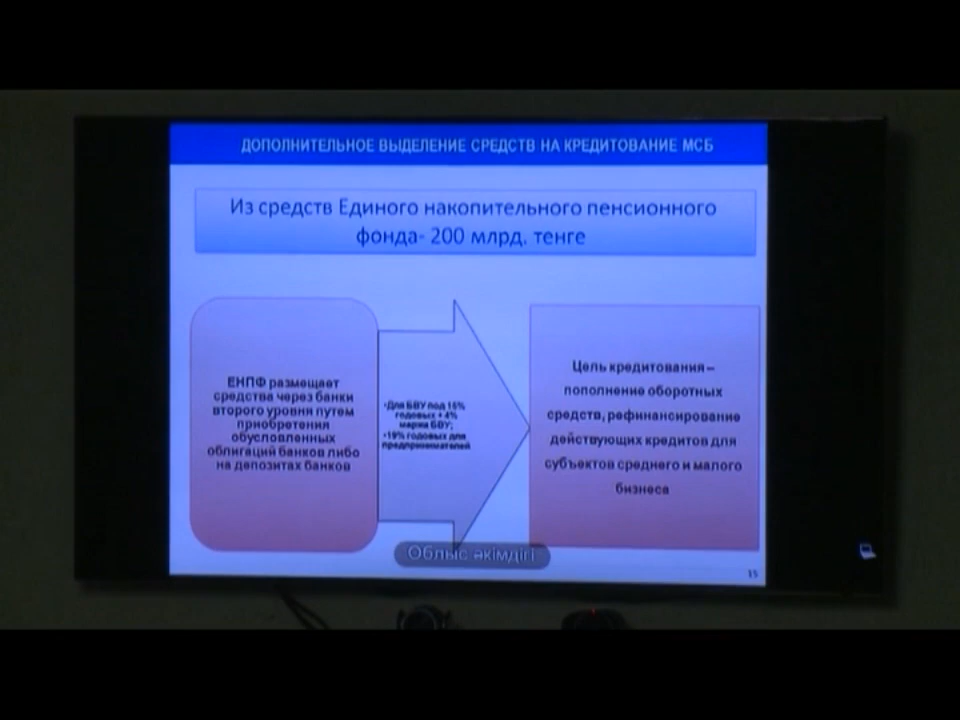 ДОПОЛНИТЕЛЬНОЕ ВЫДЕЛЕНИЕ СРЕДСТВ НА КРЕДИТОВАНИЕ МСБ
Из средств Единого накопительного пенсионного
фонда- 200 млрд. тенге
ЕНПФ размещает
средства через банки
второго уровня путем
приобретения
обусловленных
облигаций банков либо
на депозитах банков
•Для БВУ под 15%
годовых + 4%
маржа БВУ;
•19% годовых для
предпринимателей
Цель кредитования –
пополнение оборотных
средств, рефинансирование
действующих кредитов для
субъектов среднего и малого
бизнеса
Облыс әкімдігі
15